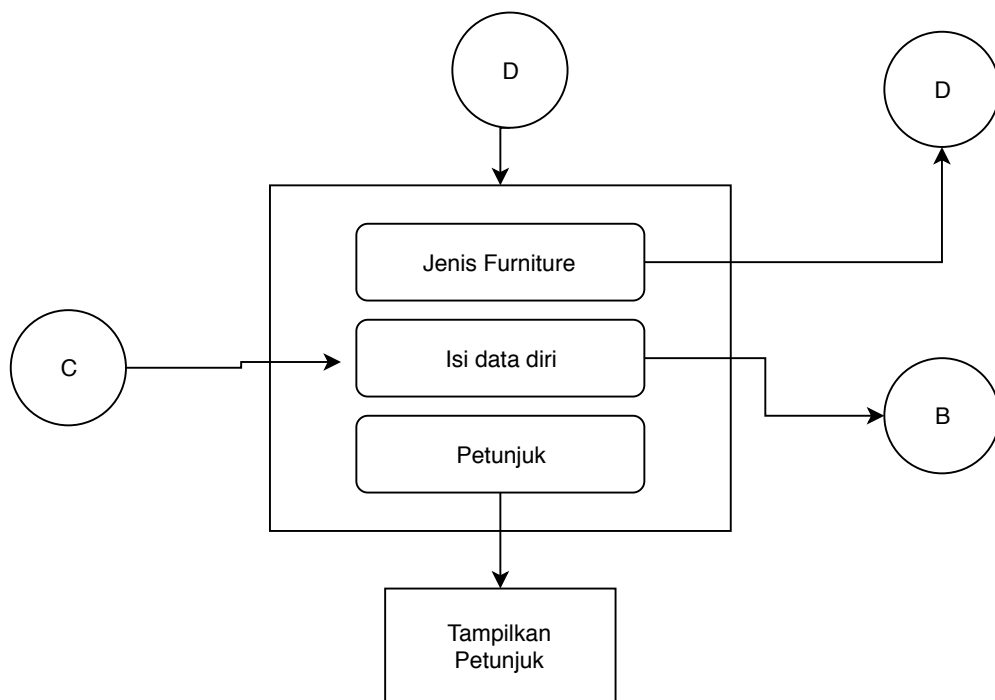 D
D
Jenis Furniture
C
Isi data diri
B
Petunjuk
Tampilkan
Petunjuk